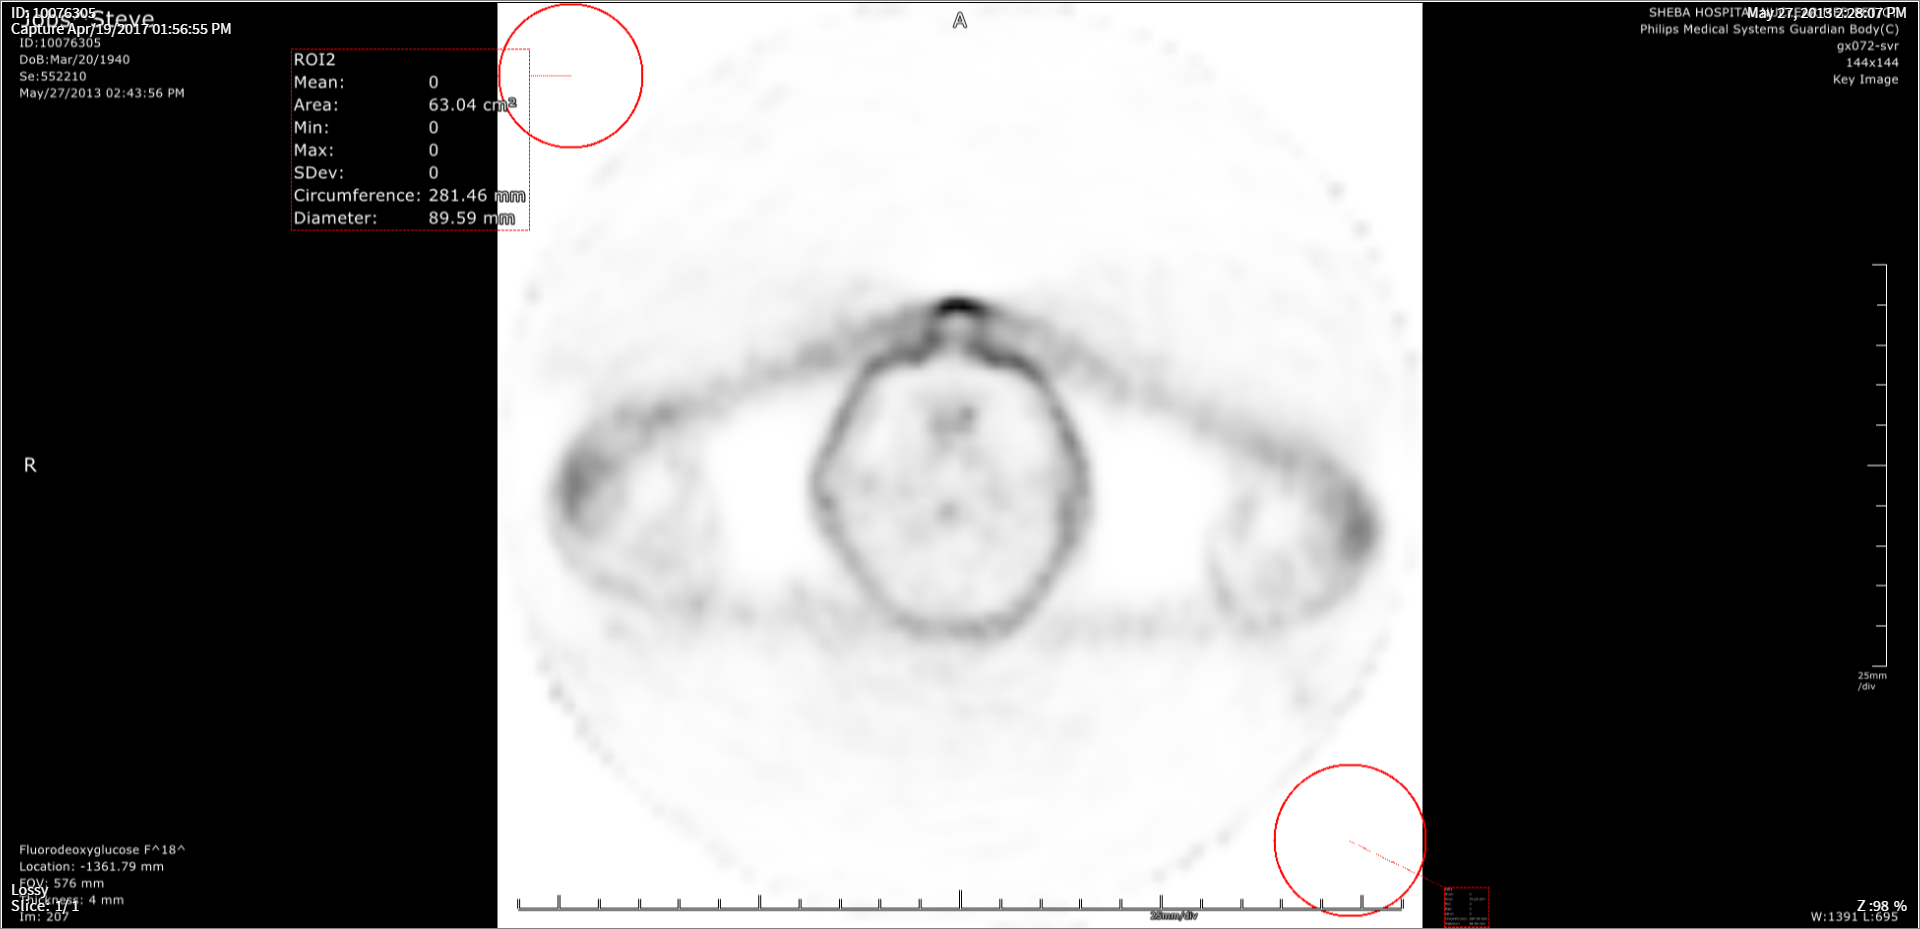 ID: 10076305
Jobs^Steve
Capture Apr/19/2017 01:56:55 PM
ID:10076305
DoB:Mar/20/1940
Se:552210
May/27/2013 02:43:56 PM
ROI2
Mean: 0
Area: 63.04 cm²
Min: 0
Max: 0
SDev: 0
Circumference: 281.46 mm
Diameter: 89.59 mm
A
SHEBA HOSPITAL
May 27, 2013 2:28:07 PM
Philips Medical Systems Guardian Body(C)
gx072-svr
144x144
Key Image
R
25mm
/div
Fluorodeoxyglucose F^18^
Location: -1361.79 mm
FOV: 576 mm
Lossy
Thickness: 4 mm
Slice: 1/1
Im: 207
25mm/div
Z :98 %
W:1391 L:695